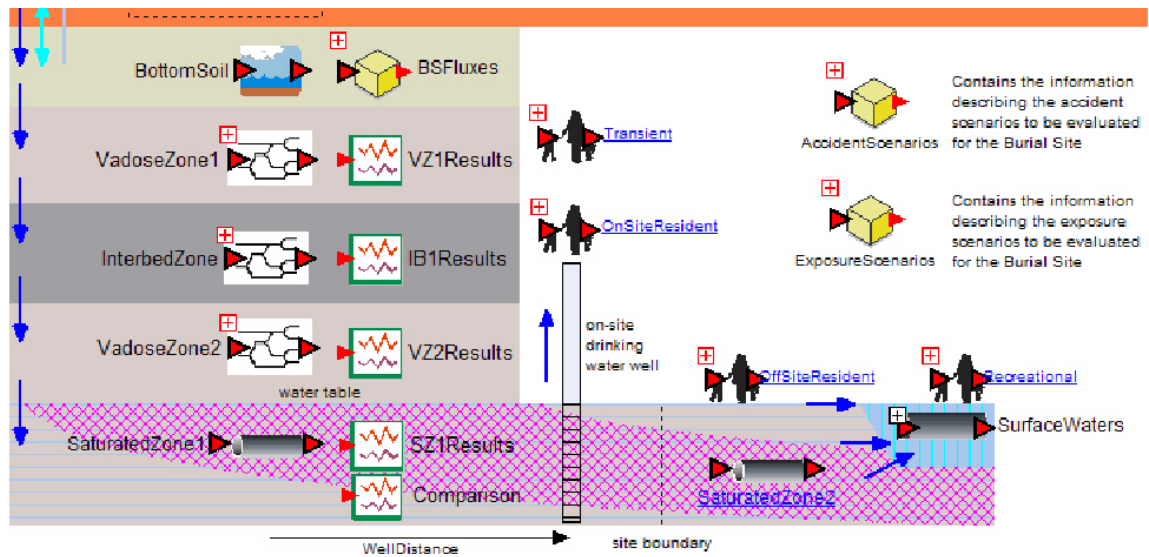 BottomSoil
BSFluxes
VadoseZone1
VZ1Results
Transient
AccidentScenarios
Contains the information
describing the accident
scenarios to be evaluated
for the Burial Site
InterbedZone
IB1Results
OnSiteResident
ExposureScenarios
Contains the information
describing the exposure
scenarios to be evaluated
for the Burial Site
VadoseZone2
VZ2Results
on-site
drinking
water well
OffSiteResident
Recreational
water table
SaturatedZone1
SZ1Results
SurfaceWaters
Comparison
SaturatedZone2
WellDistance
site boundary